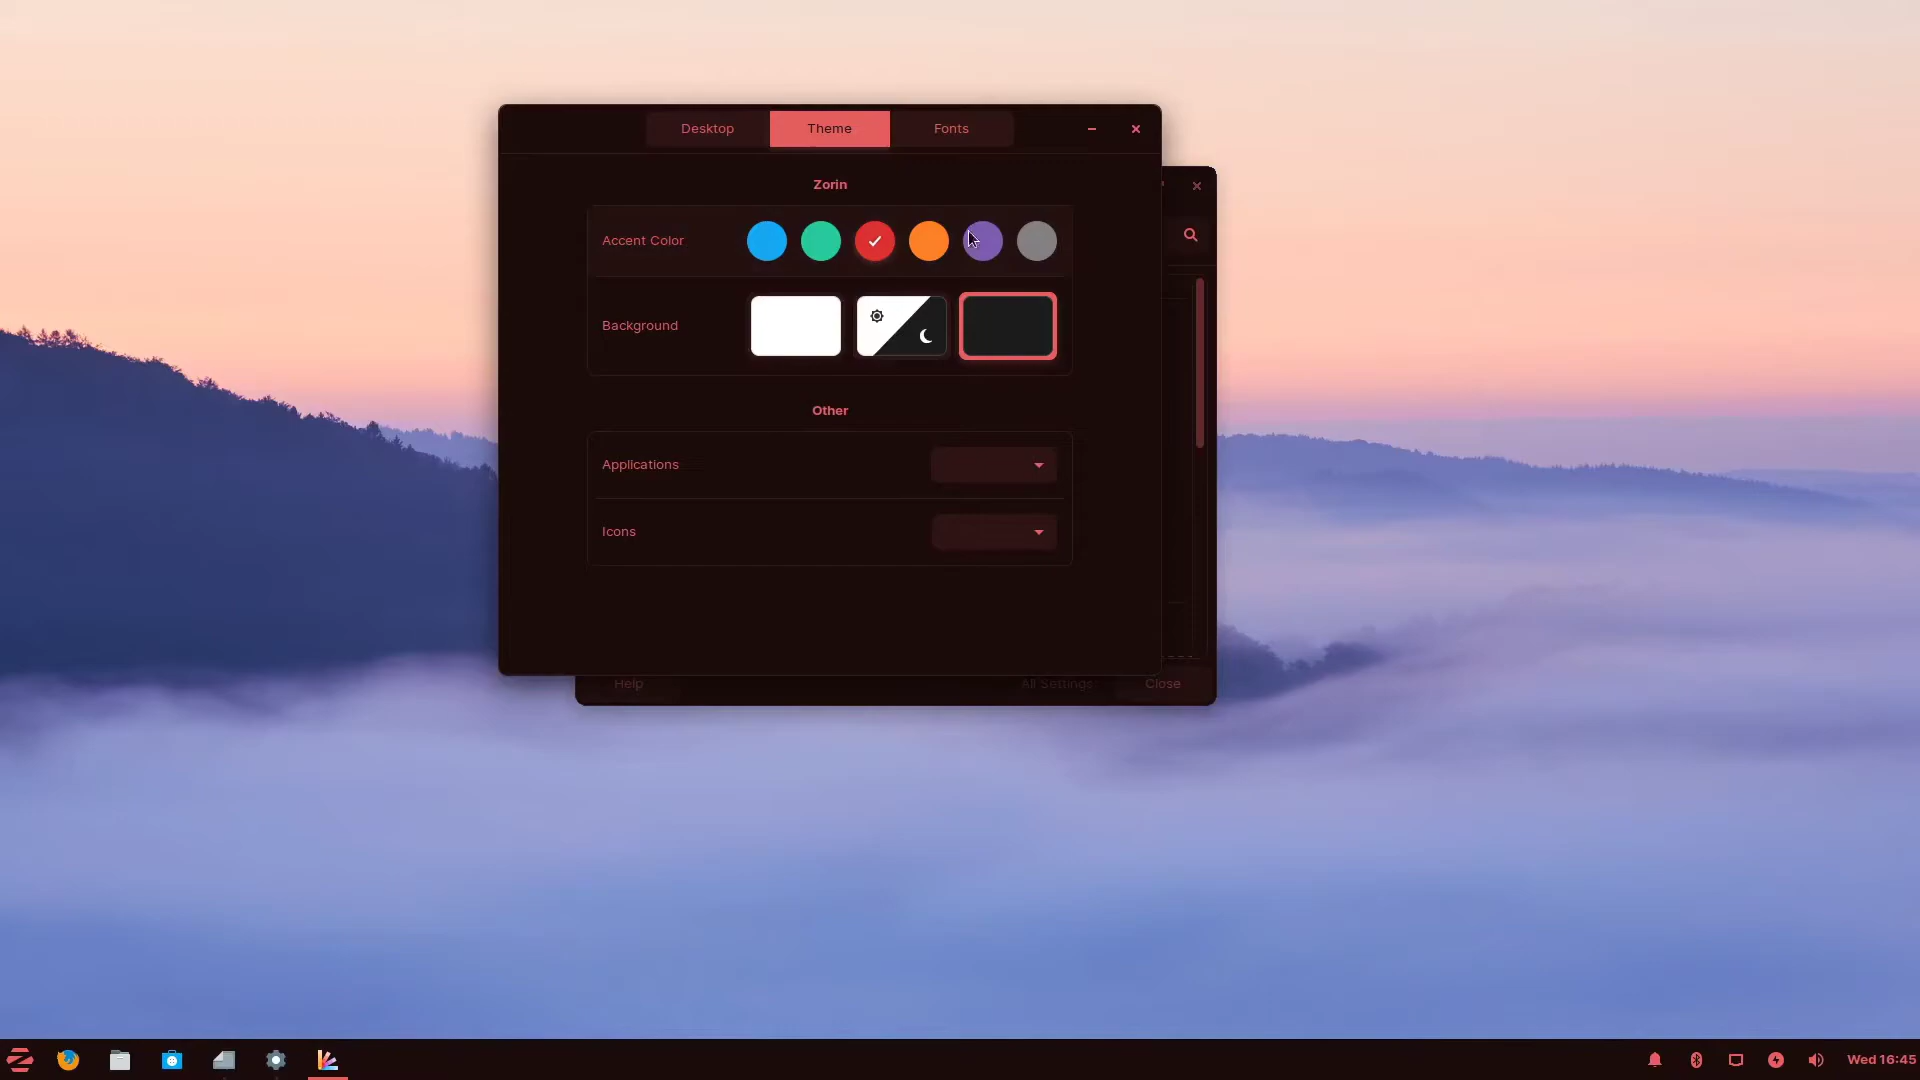 Desktop
Theme
Fonts
Zorin
Accent Color
Background
Other
Applications
Icons
Help
All Settings
Close
Wed 16:45